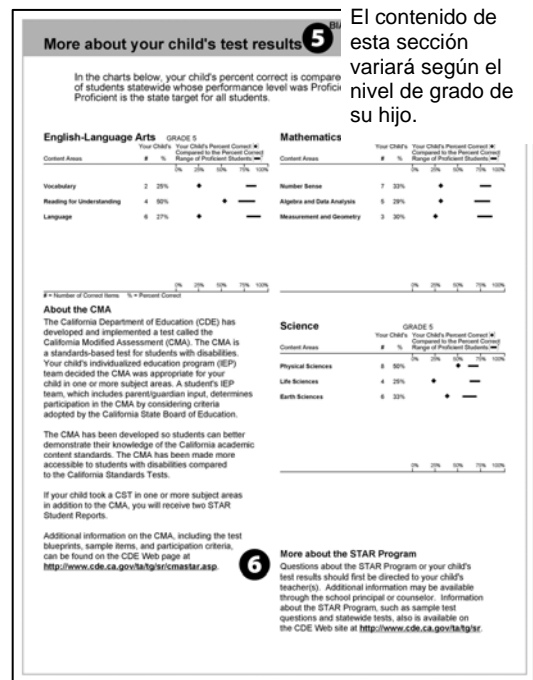 BI
More about your child's test results 5
El contenido de
esta sección
variará según el
nivel de grado de
su hijo.
In the charts below, your child's percent correct is compare
of students statewide whose performance level was Profici
Proficient is the state target for all students.
English-Language Arts GRADE 5
Your Child's Your Child's Percent Correct
Compared to the Percent Correct
Content Areas # % Range of Proficient Students
0% 25% 50% 75% 100%
Vocabulary 2 25%
Reading for Understanding 4 50%
Language 6 27%
0% 25% 50% 75% 100%
# = Number of Correct Items % = Percent Correct
Mathematics
Your Child's Your Child's Percent Correct
Compared to the Percent Correct
Content Areas # % Range of Proficient Students
0% 25% 50% 75% 100%
Number Sense 7 33%
Algebra and Data Analysis 5 29%
Measurement and Geometry 3 30%
0% 25% 50% 75% 100%
About the CMA
The California Department of Education (CDE) has
developed and implemented a test called the
California Modified Assessment (CMA). The CMA is
a standards-based test for students with disabilities.
Your child's individualized education program (IEP)
team decided the CMA was appropriate for your
child in one or more subject areas. A student's IEP
team, which includes parent/guardian input, determines
participation in the CMA by considering criteria
adopted by the California State Board of Education.
The CMA has been developed so students can better
demonstrate their knowledge of the California academic
content standards. The CMA has been made more
accessible to students with disabilities compared
to the California Standards Tests.
If your child took a CST in one or more subject areas
in addition to the CMA, you will receive two STAR
Student Reports.
Additional information on the CMA, including the test
blueprints, sample items, and participation criteria,
can be found on the CDE Web page at
http://www.cde.ca.gov/ta/tg/sr/cmastar.asp.
Science GRADE 5
Your Child's Your Child's Percent Correct
Compared to the Percent Correct
Content Areas # % Range of Proficient Students
0% 25% 50% 75% 100%
Physical Sciences 8 50%
Life Sciences 4 25%
Earth Sciences 6 33%
0% 25% 50% 75% 100%
6
More about the STAR Program
Questions about the STAR Program or your child's
test results should first be directed to your child's
teacher(s). Additional information may be available
through the school principal or counselor. Information
about the STAR Program, such as sample test
questions and statewide tests, also is available on
the CDE Web site at http://www.cde.ca.gov/ta/tg/sr.